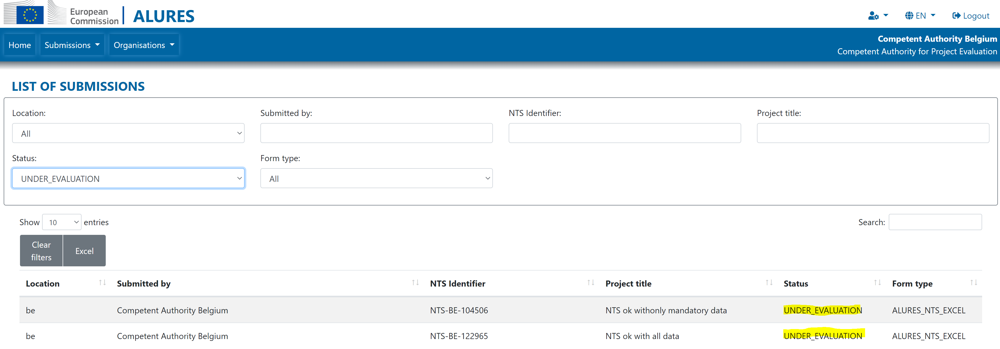 European
Commission
ALURES
EN
Logout
Home
Submissions
Organisations
Competent Authority Belgium
Competent Authority for Project Evaluation
LIST OF SUBMISSIONS
Location:
Submitted by:
NTS Identifier:
Project title:
All
Status:
Form type:
UNDER_EVALUATION
All
Show 10 entries
Search:
Clear
filters
Excel
Location Submitted by NTS Identifier Project title Status Form type
be Competent Authority Belgium NTS-BE-104506 NTS ok withonly mandatory data UNDER_EVALUATION ALURES_NTS_EXCEL
be Competent Authority Belgium NTS-BE-122965 NTS ok with all data UNDER_EVALUATION ALURES_NTS_EXCEL